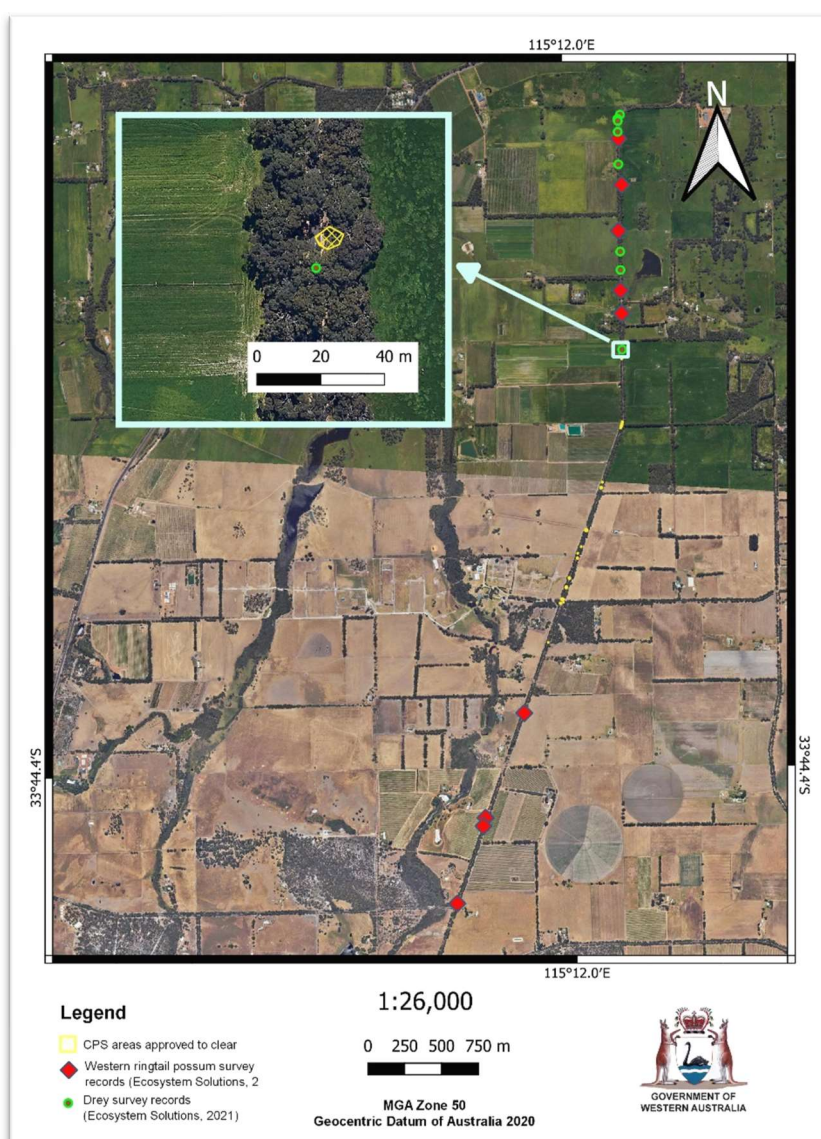 115°12.0'E
N
0 20 40 m
33°44.4'S
33°44.4'S
115°12.0'E
Legend
CPS areas approved to clear
Western ringtail possum survey
records (Ecosystem Solutions, 2
Drey survey records
(Ecosystem Solutions, 2021)
1:26,000
0 250 500 750 m
MGA Zone 50
Geocentric Datum of Australia 2020
GOVERNMENT OF
WESTERN AUSTRALIA